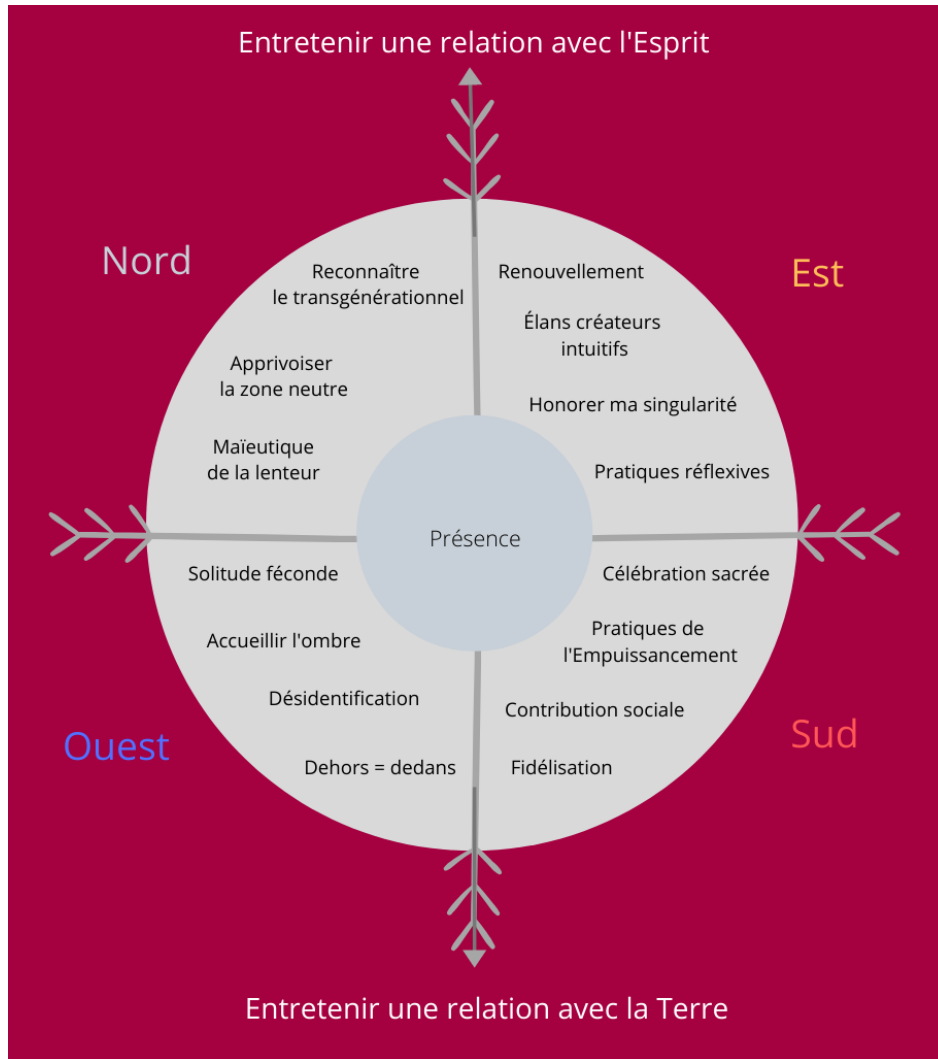 Entretenir une relation avec l'Esprit
Nord
Reconnaître
le transgénérationnel
Apprivoiser
la zone neutre
Maïeutique
de la lenteur
Est
Renouvellement
Élans créateurs
intuitifs
Honorer ma singularité
Pratiques réflexives
Présence
Solitude féconde
Accueillir l'ombre
Désidentification
Dehors = dedans
Ouest
Célébration sacrée
Pratiques de
l'Empuissancement
Contribution sociale
Fidélisation
Sud
Entretenir une relation avec la Terre